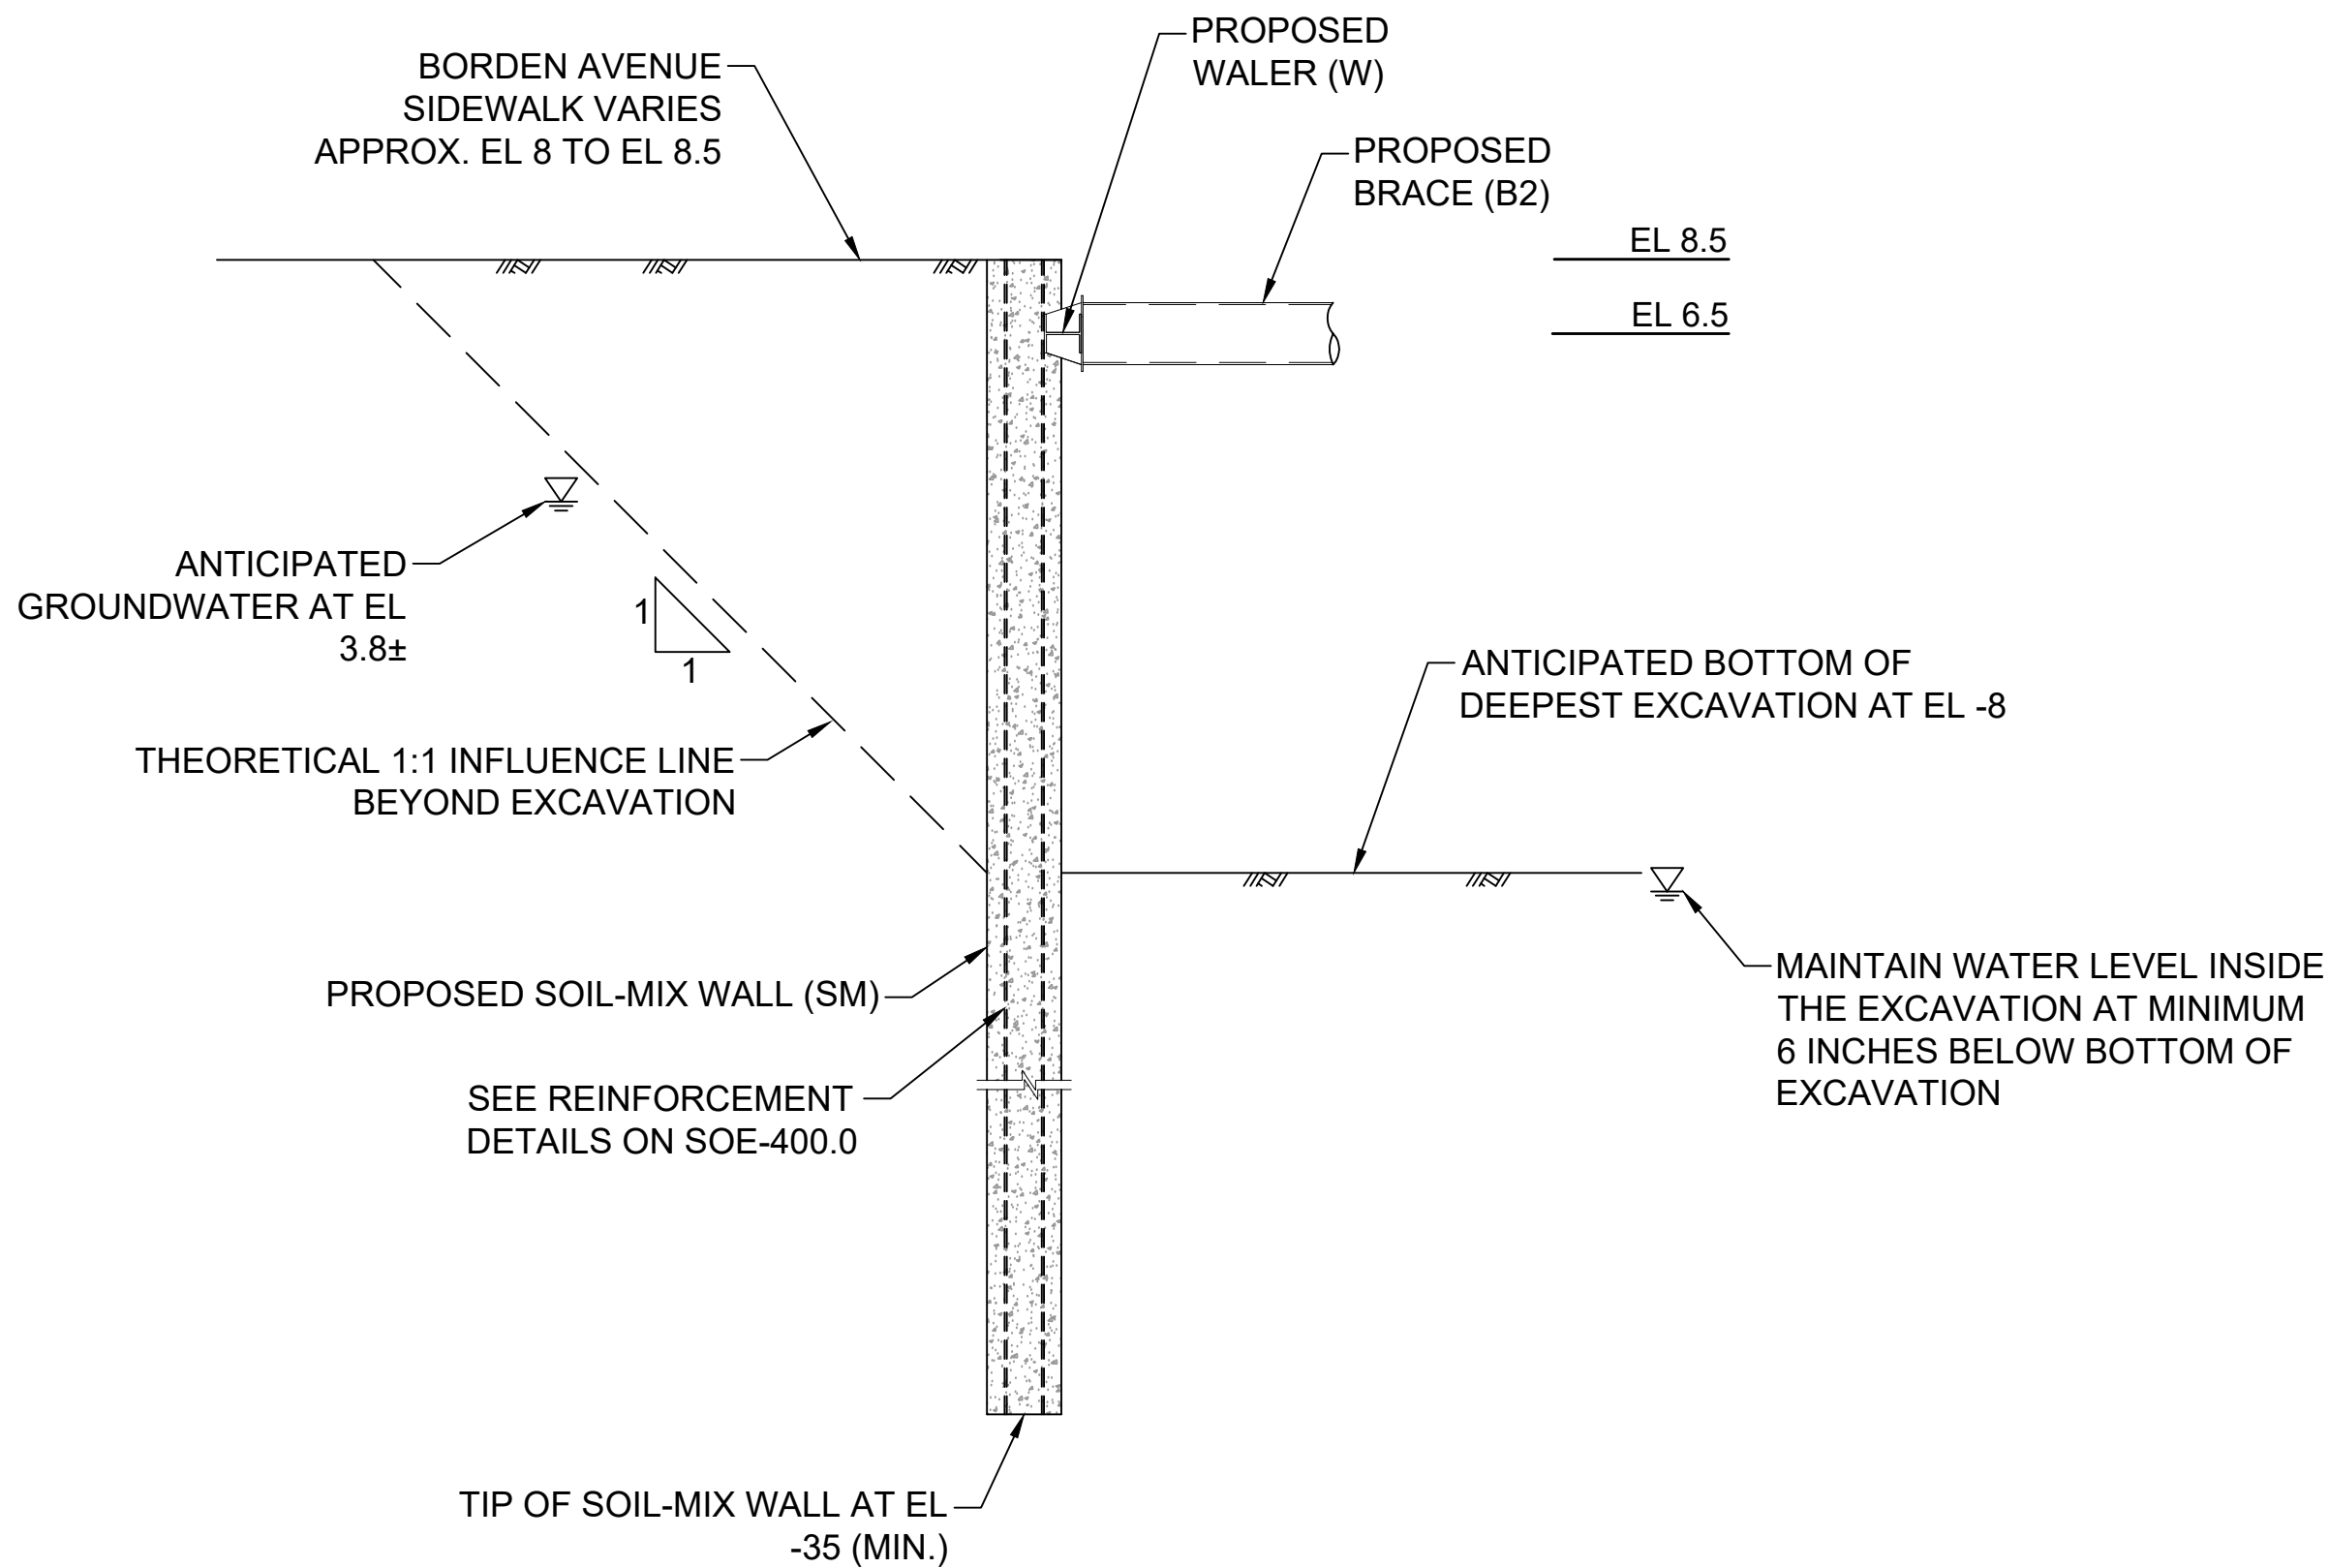 PROPOSED
WALER (W)
BORDEN AVENUE
SIDEWALK VARIES
APPROX. EL 8 TO EL 8.5
PROPOSED
BRACE (B2)
EL 8.5
EL 6.5
ANTICIPATED
GROUNDWATER AT EL
3.8±
1
1
ANTICIPATED BOTTOM OF
DEEPEST EXCAVATION AT EL -8
THEORETICAL 1:1 INFLUENCE LINE
BEYOND EXCAVATION
PROPOSED SOIL-MIX WALL (SM)
MAINTAIN WATER LEVEL INSIDE
THE EXCAVATION AT MINIMUM
6 INCHES BELOW BOTTOM OF
EXCAVATION
SEE REINFORCEMENT
DETAILS ON SOE-400.0
TIP OF SOIL-MIX WALL AT EL
-35 (MIN.)